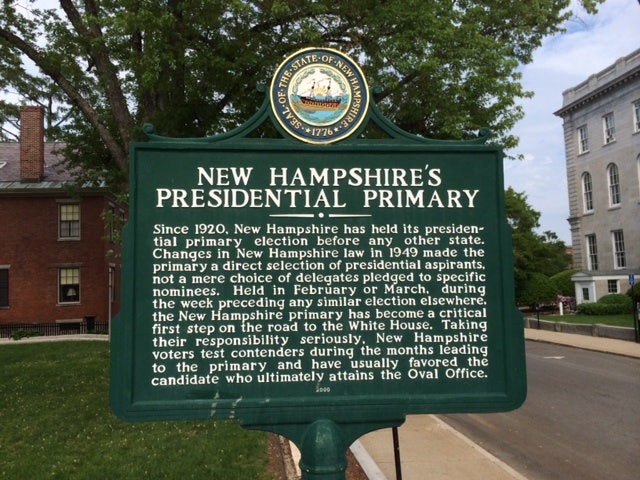 SEAL · OF · THE · STATE · OF · NEW HAMPSHIRE
1776
NEW HAMPSHIRE'S
PRESIDENTIAL PRIMARY
Since 1920, New Hampshire has held its presiden-
tial primary election before any other state.
Changes in New Hampshire law in 1949 made the
primary a direct selection of presidential aspirants,
not a mere choice of delegates pledged to specific
nominees. Held in February or March, during
the week preceding any similar election elsewhere,
the New Hampshire primary has become a critical
first step on the road to the White House. Taking
their responsibility seriously, New Hampshire
voters test contenders during the months leading
to the primary and have usually favored the
candidate who ultimately attains the Oval Office.
2000